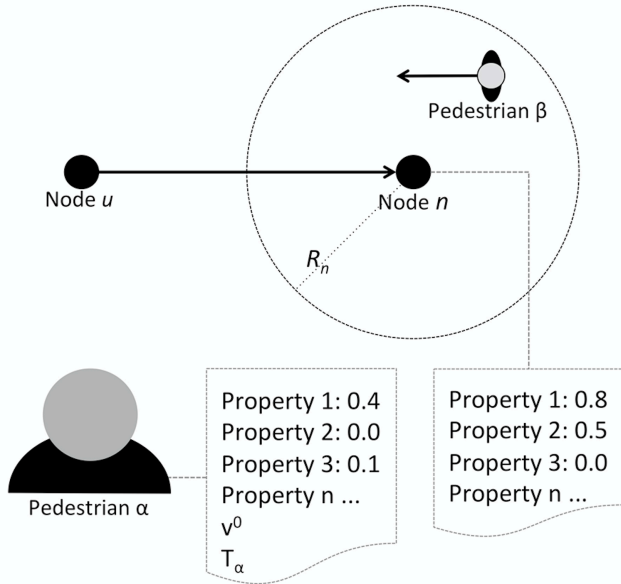 Pedestrian β
Node u
Node n
Rn
Property 1: 0.4
Property 2: 0.0
Property 3: 0.1
Property n ...
v⁰
Tα
Property 1: 0.8
Property 2: 0.5
Property 3: 0.0
Property n ...
Pedestrian α